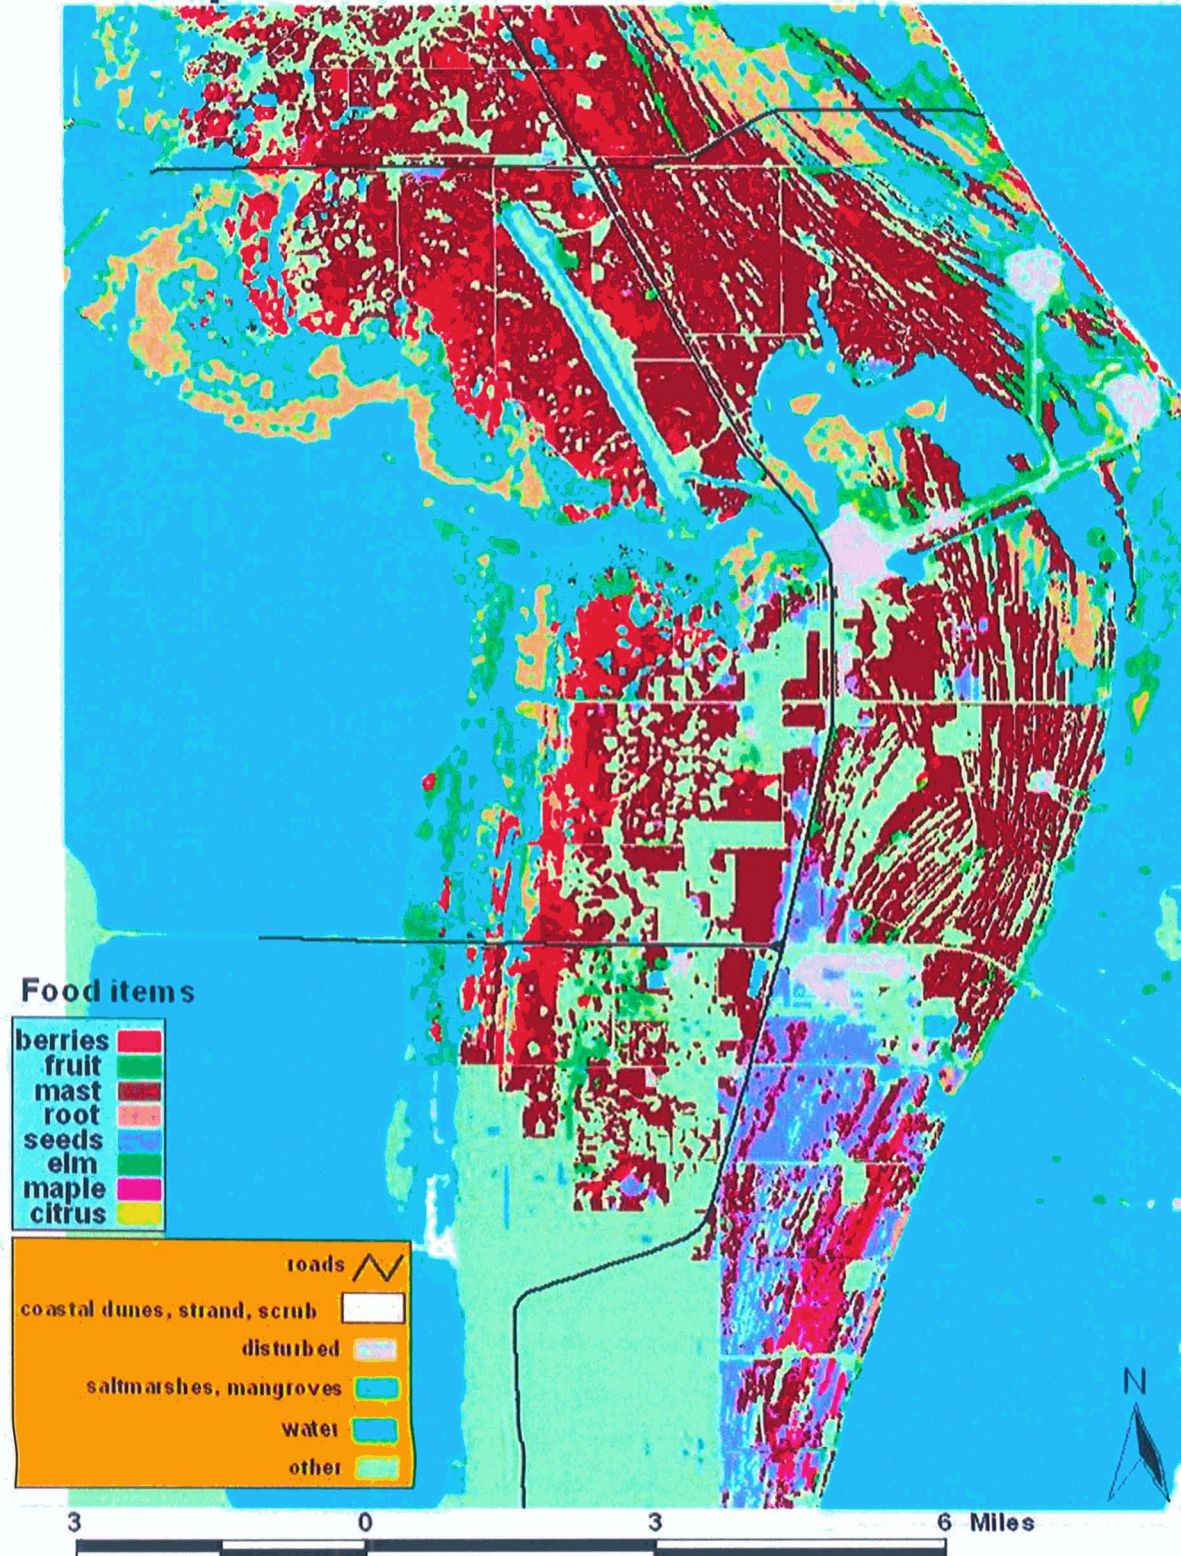 Food items
berries
fruit
mast
root
seeds
elm
maple
citrus
roads
coastal dunes, strand, scrub
disturbed
saltmarshes, mangroves
water
other
N
3 0 3 6 Miles